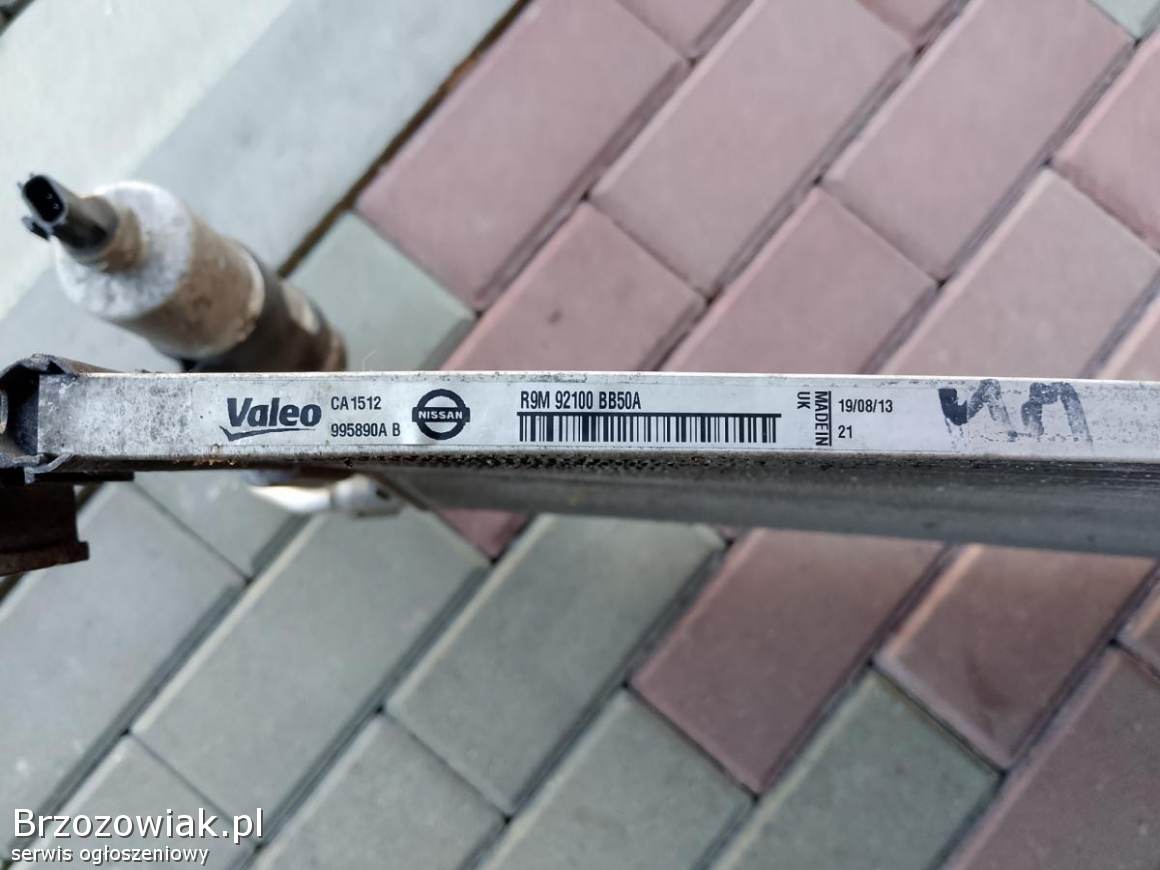 Valeo
CA1512
995890A B
NISSAN
R9M 92100 BB50A
MADE IN
UK
19/08/13
21
Brzozowiak.pl
serwis ogłoszeniowy